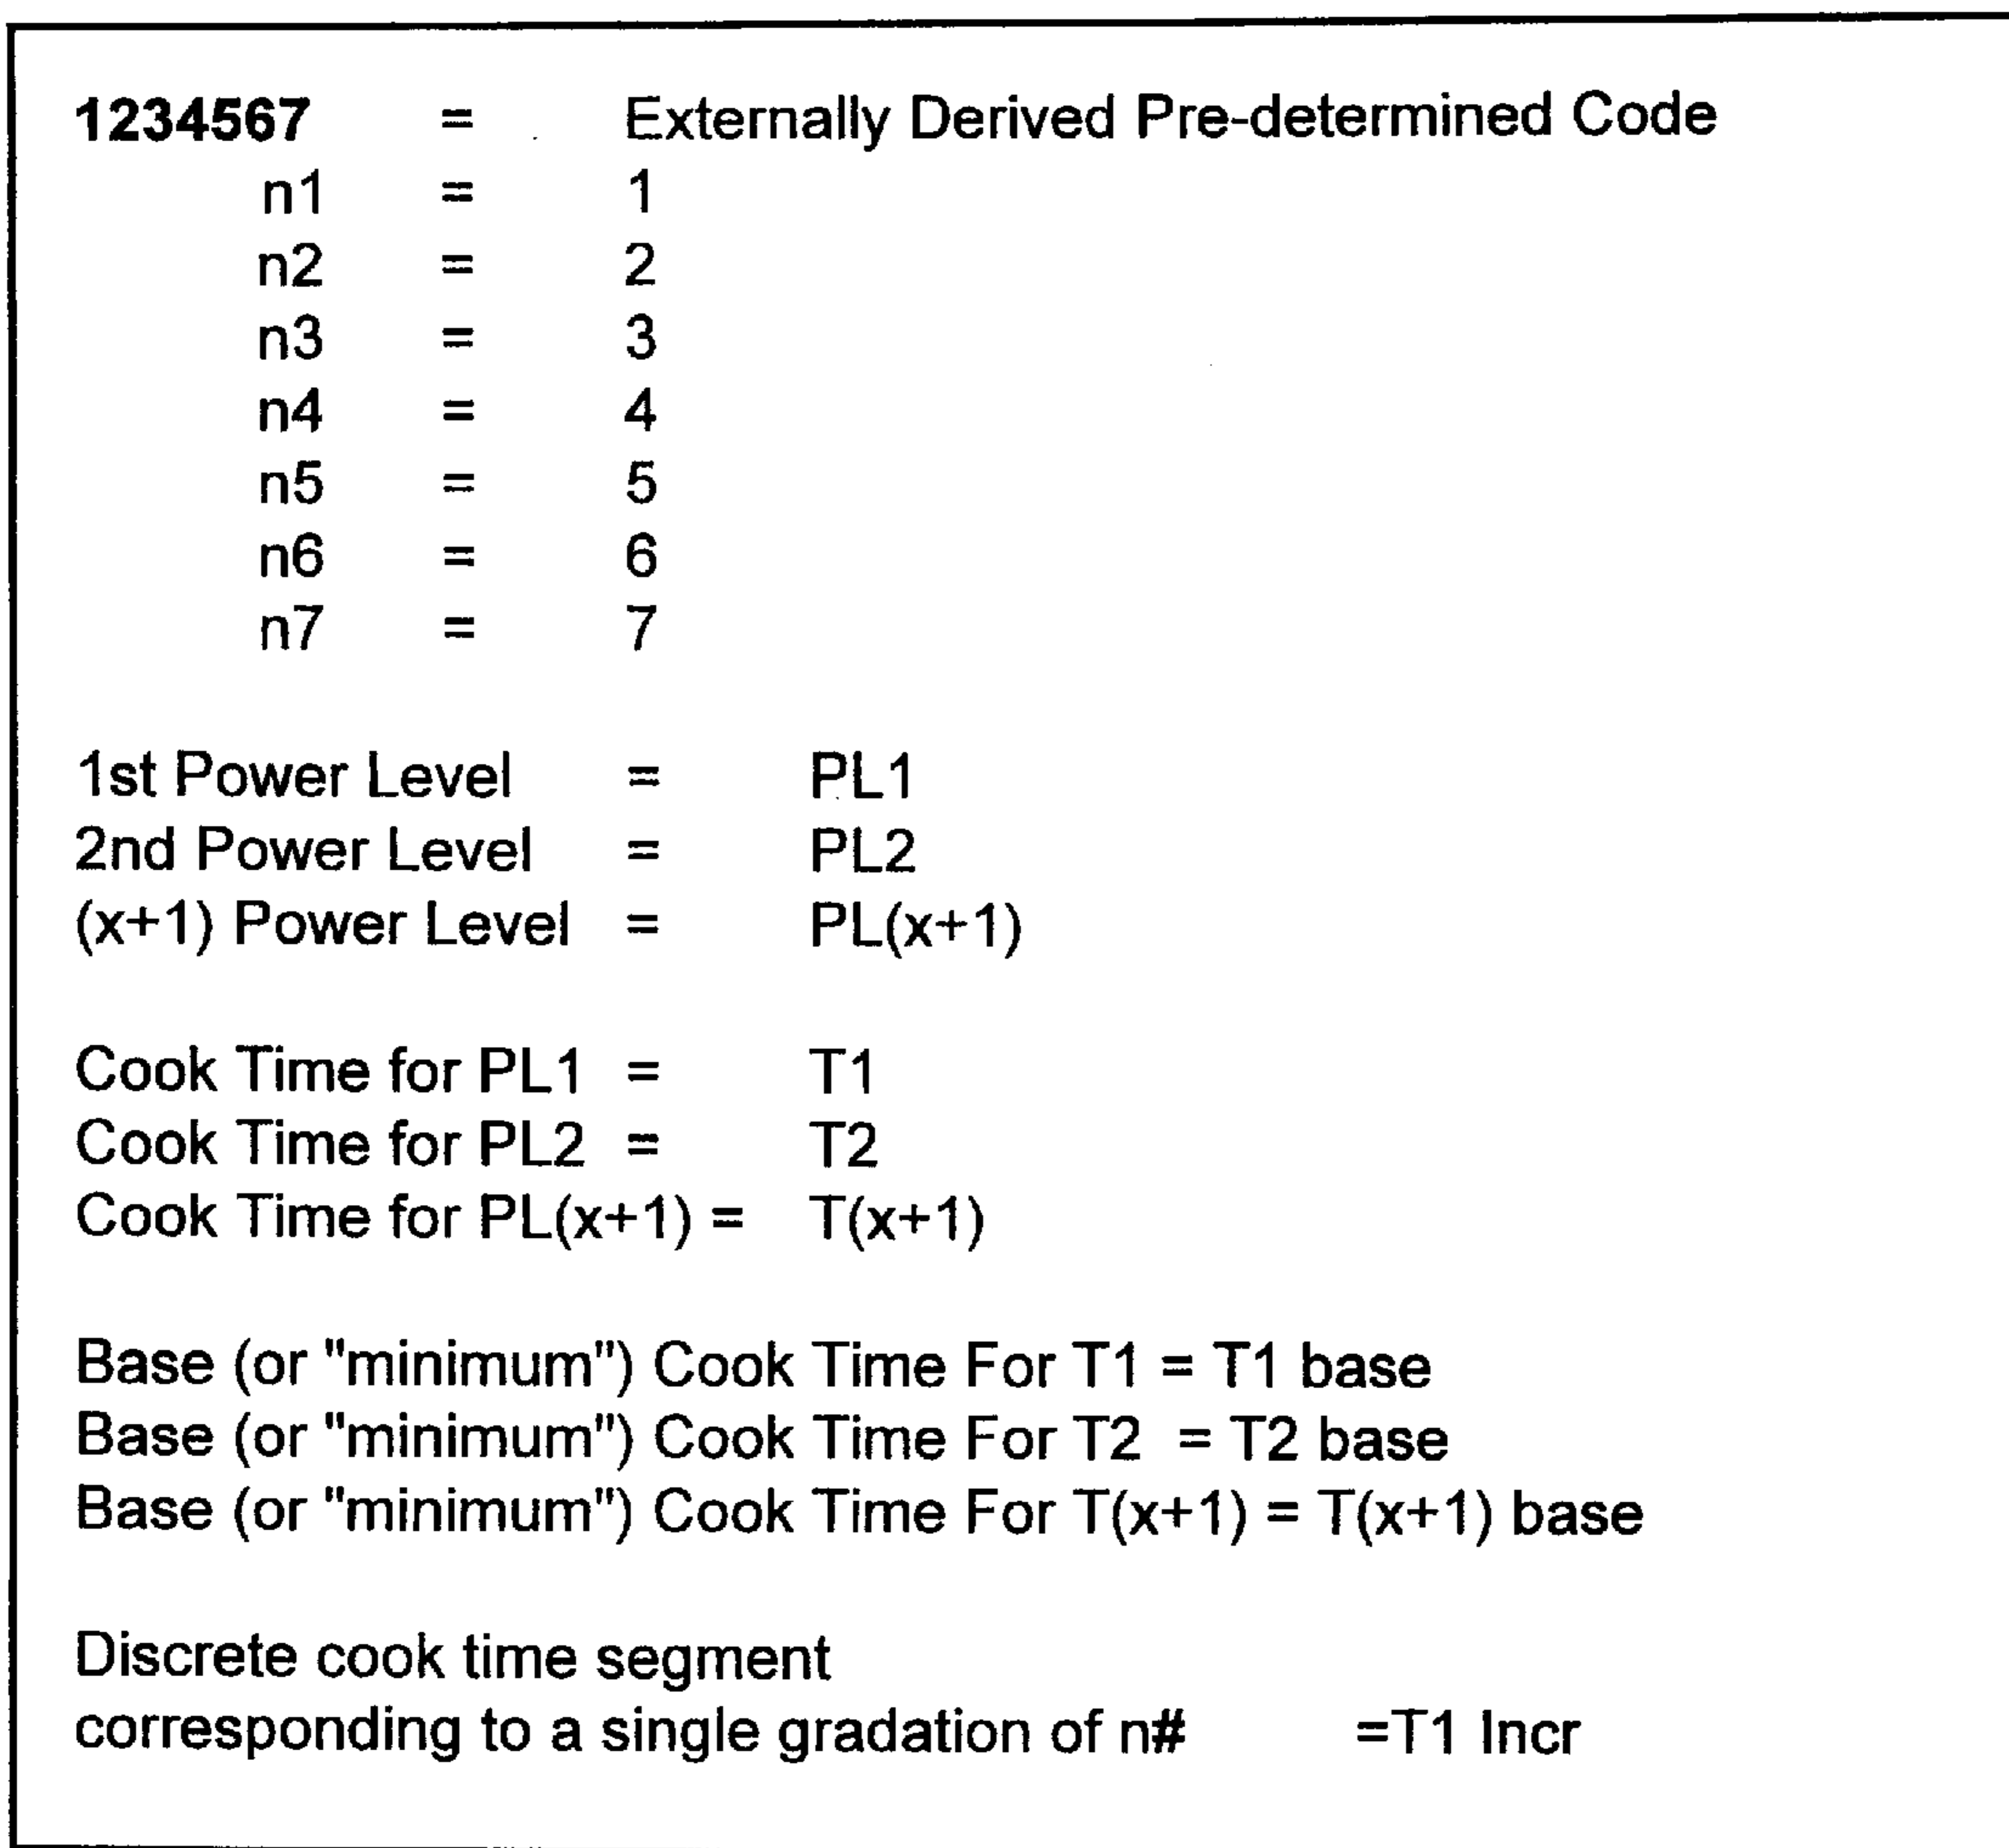 1234567 = Externally Derived Pre-determined Code
n1 = 1
n2 = 2
n3 = 3
n4 = 4
n5 = 5
n6 = 6
n7 = 7
1st Power Level = PL1
2nd Power Level = PL2
(x+1) Power Level = PL(x+1)
Cook Time for PL1 = T1
Cook Time for PL2 = T2
Cook Time for PL(x+1) = T(x+1)
Base (or "minimum") Cook Time For T1 = T1 base
Base (or "minimum") Cook Time For T2 = T2 base
Base (or "minimum") Cook Time For T(x+1) = T(x+1) base
Discrete cook time segment
corresponding to a single gradation of n# =T1 Incr